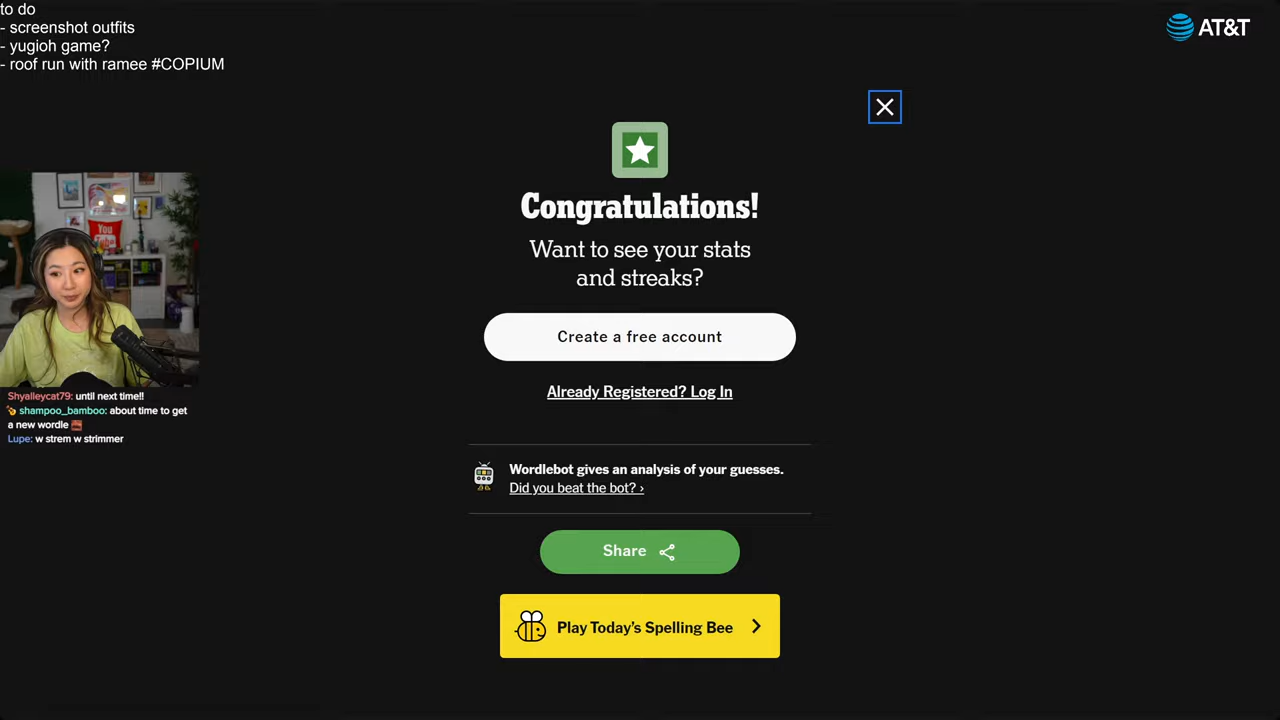 to do
- screenshot outfits
- yugioh game?
- roof run with ramee #COPIUM
AT&T
Congratulations!
Want to see your stats
and streaks?
Create a free account
Already Registered? Log In
You
Tube
Shyalleycat79: until next time!!
shampoo_bamboo: about time to get
a new wordle
Lupe: w strem w strimmer
Wordlebot gives an analysis of your guesses.
Did you beat the bot? ›
Share
Play Today's Spelling Bee